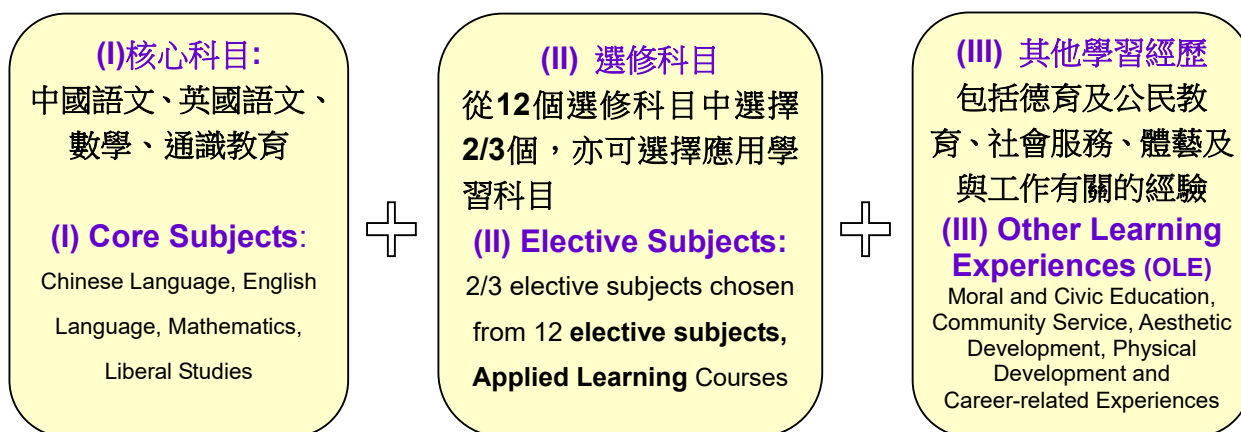 (I)核心科目:
中國語文、英國語文、
數學、通識教育
(I) Core Subjects:
Chinese Language, English
Language, Mathematics,
Liberal Studies
(II) 選修科目
從12個選修科目中選擇
2/3個，亦可選擇應用學
習科目
(II) Elective Subjects:
2/3 elective subjects chosen
from 12 elective subjects,
Applied Learning Courses
(III) 其他學習經歷
包括德育及公民教
育、社會服務、體藝及
與工作有關的經驗
(III) Other Learning
Experiences (OLE)
Moral and Civic Education,
Community Service, Aesthetic
Development, Physical
Development and
Career-related Experiences